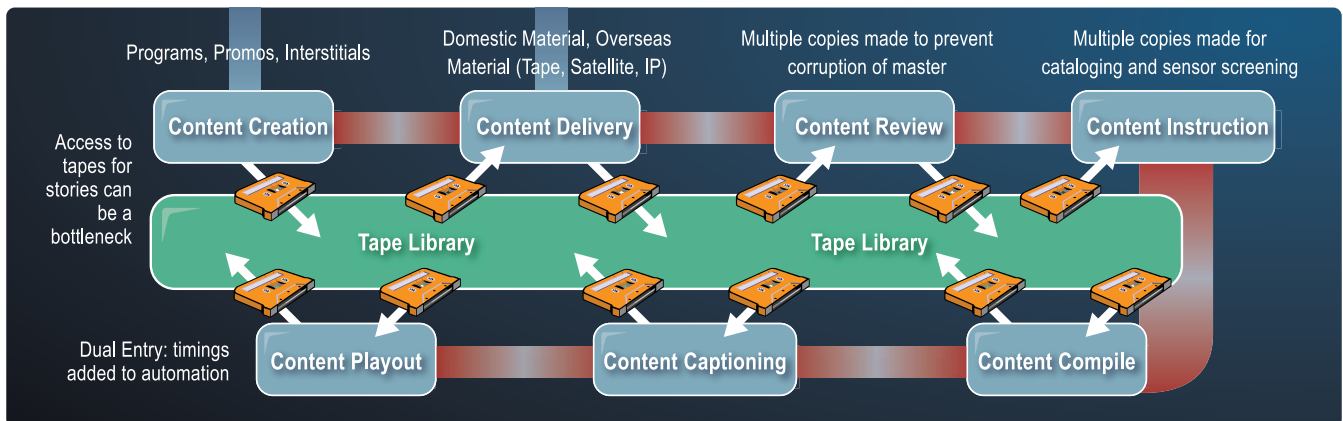 Programs, Promos, Interstitials
Domestic Material, Overseas
Material (Tape, Satellite, IP)
Multiple copies made to prevent
corruption of master
Multiple copies made for
cataloging and sensor screening
Content Creation
Content Delivery
Content Review
Content Instruction
Access to
tapes for
stories can
be a
bottleneck
Tape Library
Tape Library
Dual Entry: timings
added to automation
Content Playout
Content Captioning
Content Compile